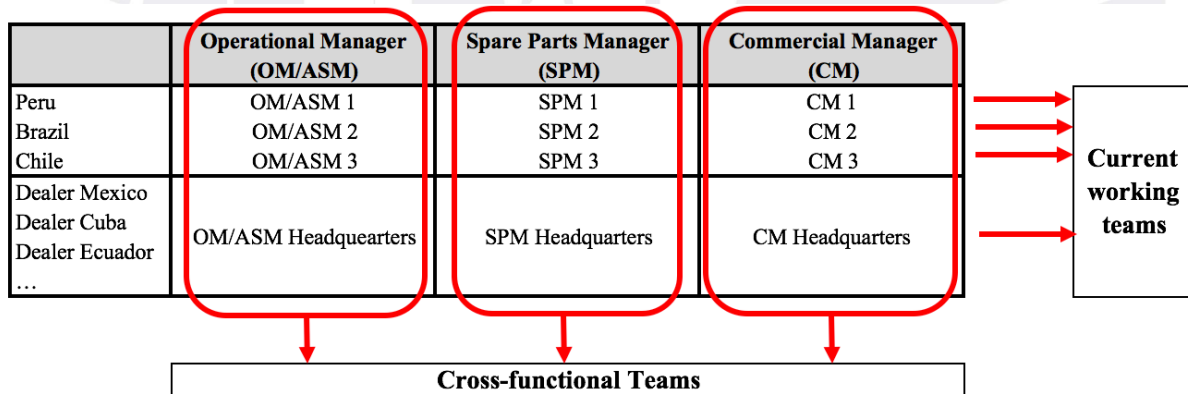 Operational Manager (OM/ASM) Spare Parts Manager (SPM) Commercial Manager (CM)
Peru OM/ASM 1 SPM 1 CM 1
Brazil OM/ASM 2 SPM 2 CM 2
Chile OM/ASM 3 SPM 3 CM 3
Dealer Mexico
Dealer Cuba
Dealer Ecuador
…
OM/ASM Headquearters SPM Headquarters CM Headquarters
Current
working
teams
Cross-functional Teams